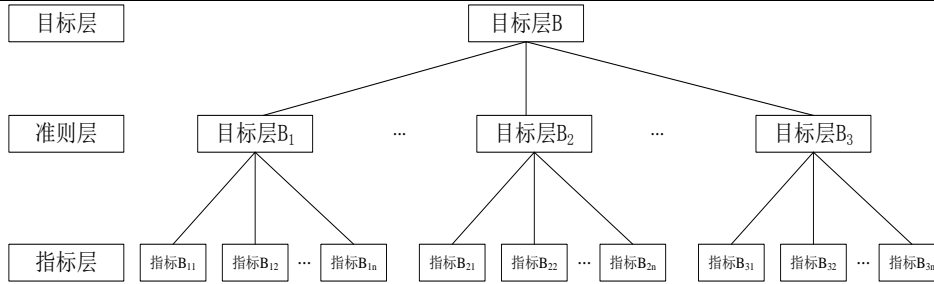 目标层
目标层B
准则层
目标层B₁
...
目标层B₂
...
目标层B₃
指标层
指标B₁₁
指标B₁₂
...
指标B₁ₙ
指标B₂₁
指标B₂₂
...
指标B₂ₙ
指标B₃₁
指标B₃₂
...
指标B₃ₙ